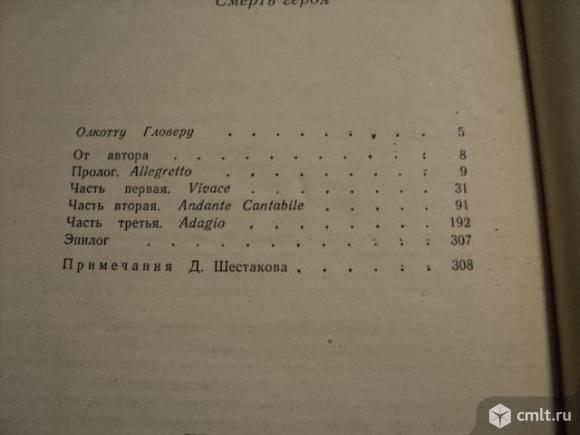 Смерть героя
Олкотту Гловеру . . . . . . . . . 5
От автора . . . . . . . . . . . 8
Пролог. Allegretto . . . . . . . . . 9
Часть первая. Vivace . . . . . . . . 31
Часть вторая. Andante Cantabile . . . . . 91
Часть третья. Adagio . . . . . . . . 192
Эпилог . . . . . . . . . . . . 307
Примечания Д. Шестакова . . . . . . 308
cmlt.ru